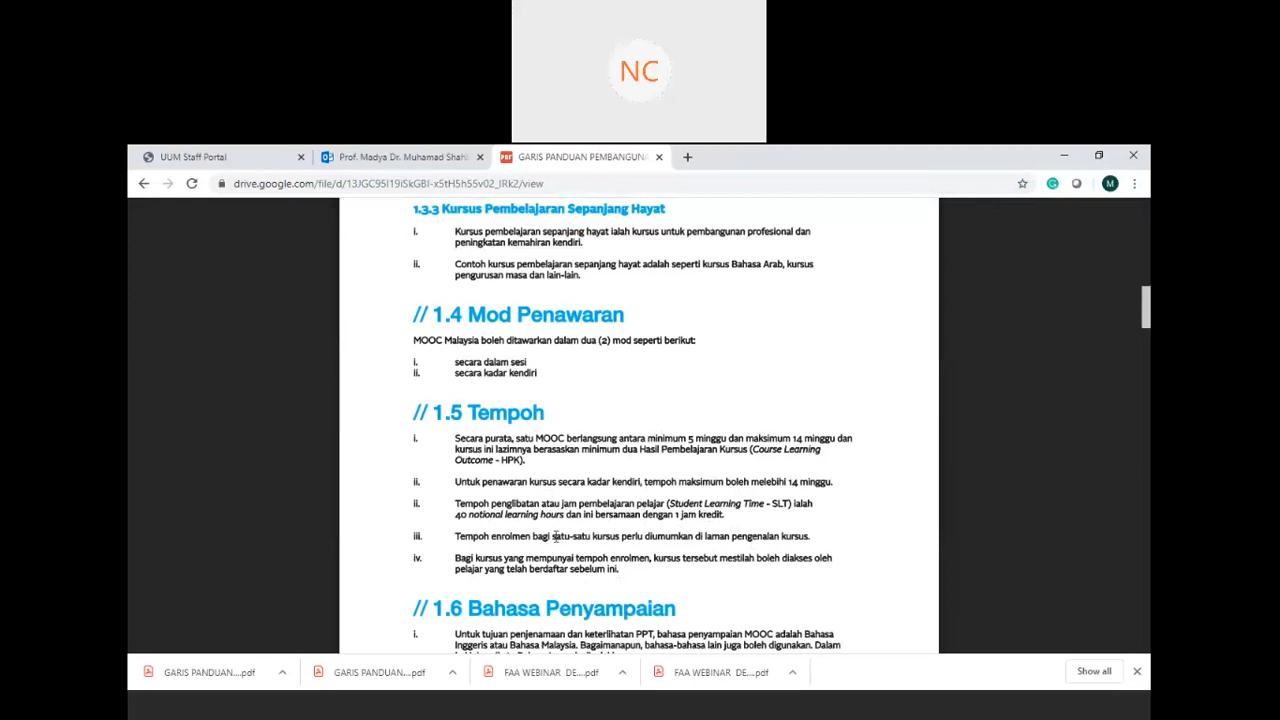 NC
UUM Staff Portal
Prof. Madya Dr. Muhamad Shahb
GARIS PANDUAN PEMBANGUNA
drive.google.com/file/d/
/view
M
1.3.3 Kursus Pembelajaran Sepanjang Hayat
i. Kursus pembelajaran sepanjang hayat ialah kursus untuk pembangunan profesional dan
peningkatan kemahiran kendiri.
ii. Contoh kursus pembelajaran sepanjang hayat adalah seperti kursus Bahasa Arab, kursus
pengurusan masa dan lain-lain.
// 1.4 Mod Penawaran
MOOC Malaysia boleh ditawarkan dalam dua (2) mod seperti berikut:
i. secara dalam sesi
ii. secara kadar kendiri
// 1.5 Tempoh
i. Secara purata, satu MOOC berlangsung antara minimum 5 minggu dan maksimum 14 minggu dan
kursus ini lazimnya berasaskan minimum dua Hasil Pembelajaran Kursus (Course Learning
Outcome - HPK).
ii. Untuk penawaran kursus secara kadar kendiri, tempoh maksimum boleh melebihi 14 minggu.
ii. Tempoh penglibatan atau jam pembelajaran pelajar (Student Learning Time - SLT) ialah
40 notional learning hours dan ini bersamaan dengan 1 jam kredit.
iii. Tempoh enrolmen bagi satu-satu kursus perlu diumumkan di laman pengenalan kursus.
iv. Bagi kursus yang mempunyai tempoh enrolmen, kursus tersebut mestilah boleh diakses oleh
pelajar yang telah berdaftar sebelum ini.
// 1.6 Bahasa Penyampaian
i. Untuk tujuan penjenamaan dan keterlihatan PPT, bahasa penyampaian MOOC adalah Bahasa
Inggeris atau Bahasa Malaysia. Bagaimanapun, bahasa-bahasa lain juga boleh digunakan. Dalam
GARIS PANDUAN....pdf
GARIS PANDUAN....pdf
FAA WEBINAR DE....pdf
FAA WEBINAR DE....pdf
Show all